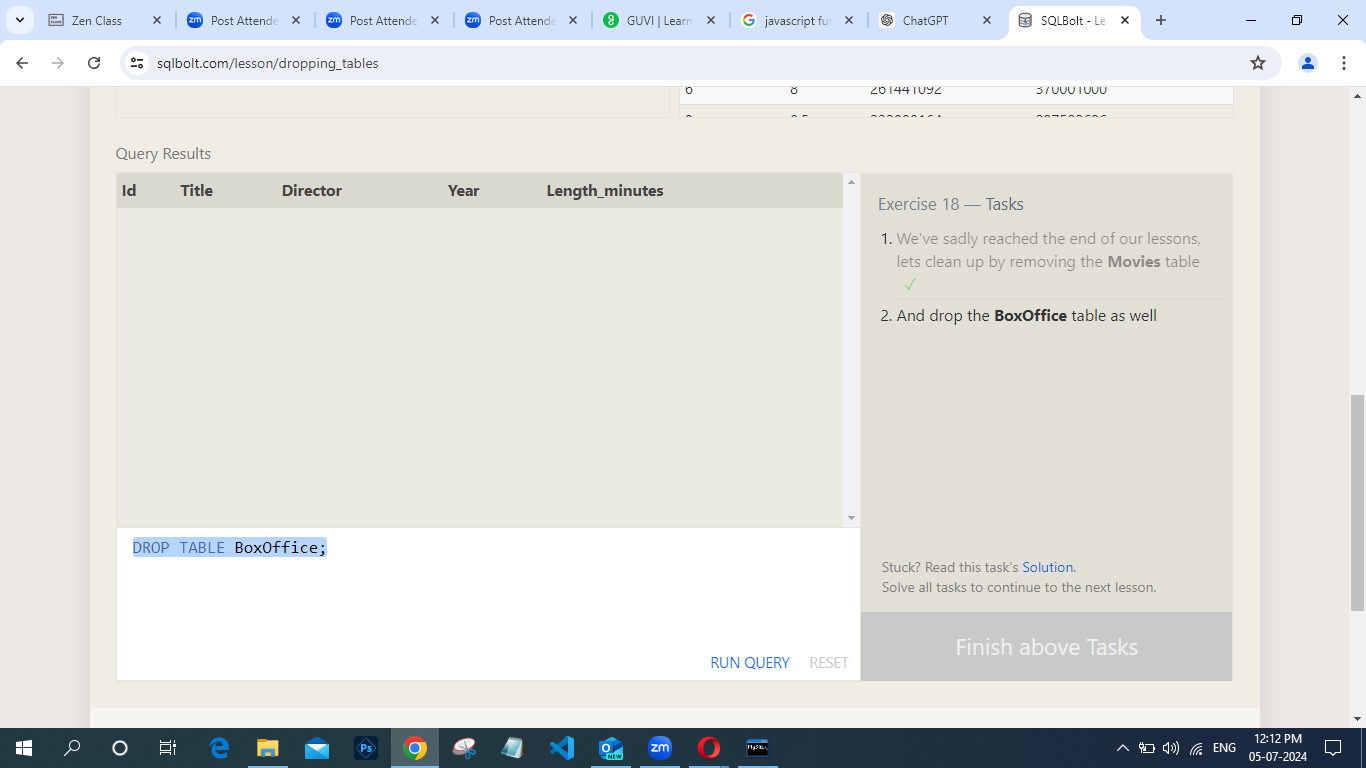 Zen Class
Post Attende
Post Attende
Post Attende
GUVI | Learn
javascript fur
ChatGPT
SQLBolt - Le
sqlbolt.com/lesson/dropping_tables
6 8 261441092 370001000
Query Results
Id Title Director Year Length_minutes
Exercise 18 — Tasks
1. We've sadly reached the end of our lessons,
lets clean up by removing the Movies table
✓
2. And drop the BoxOffice table as well
DROP TABLE BoxOffice;
Stuck? Read this task's Solution.
Solve all tasks to continue to the next lesson.
RUN QUERY RESET
Finish above Tasks
ENG
12:12 PM
05-07-2024